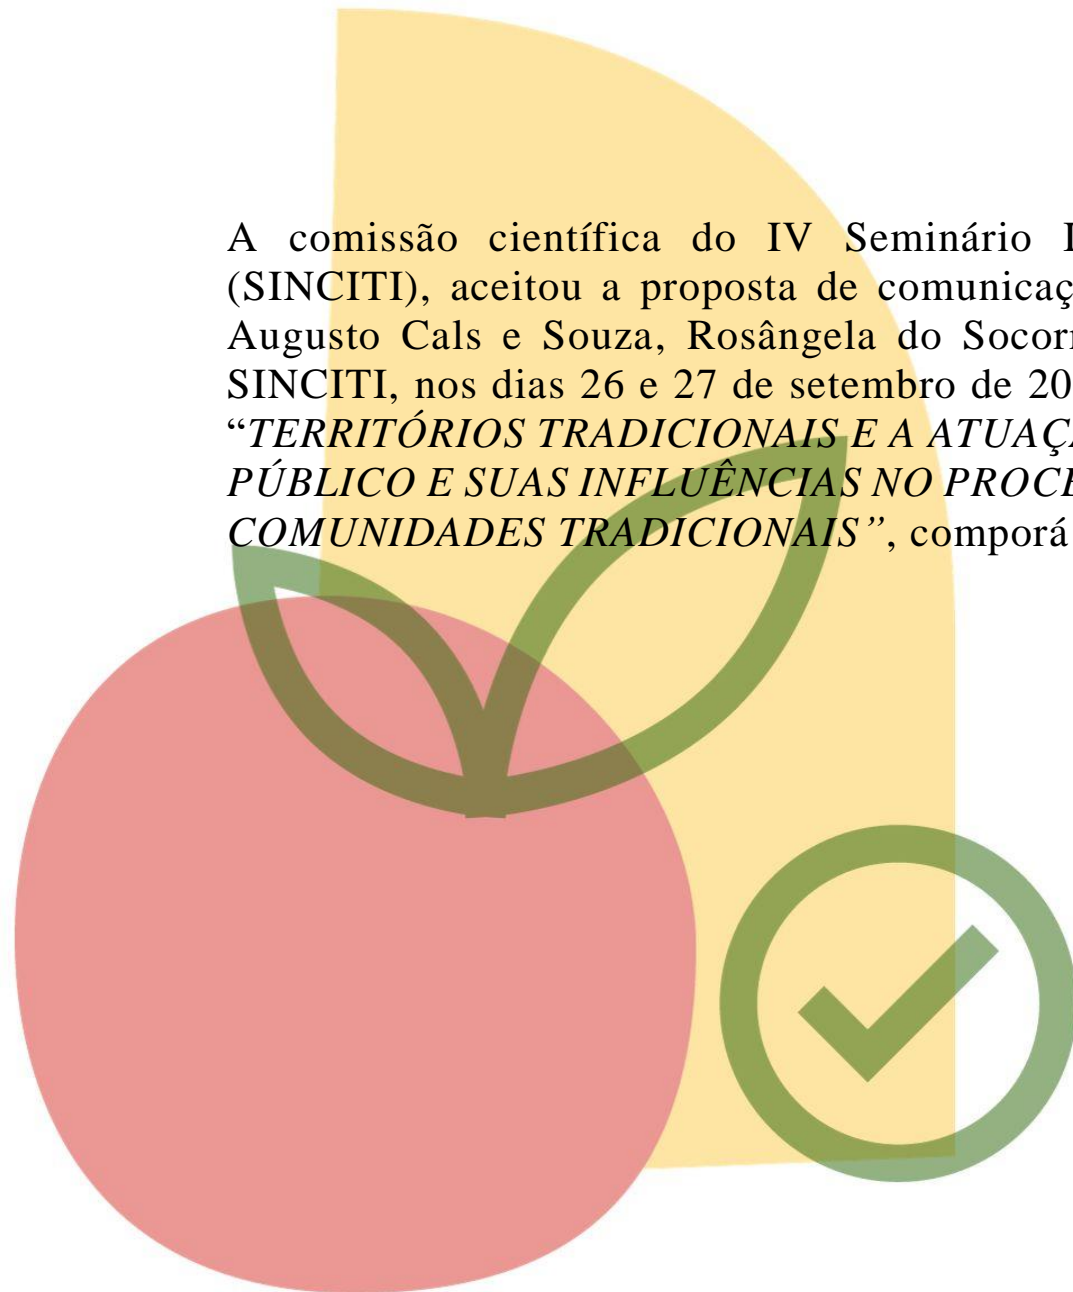 A comissão científica do IV Seminário
(SINCITI), aceitou a proposta de comunicaç
Augusto Cals e Souza, Rosângela do Socorr
SINCITI, nos dias 26 e 27 de setembro de 20
“TERRITÓRIOS TRADICIONAIS E A ATUAÇ
PÚBLICO E SUAS INFLUÊNCIAS NO PROCE
COMUNIDADES TRADICIONAIS”, comporá